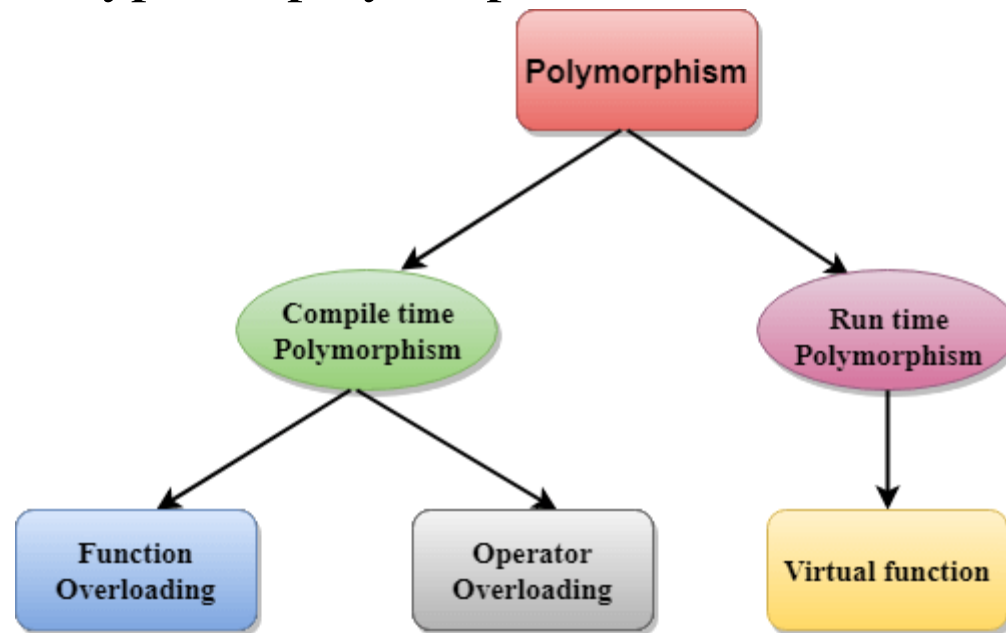 Polymorphism
Compile time
Polymorphism
Run time
Polymorphism
Function
Overloading
Operator
Overloading
Virtual function